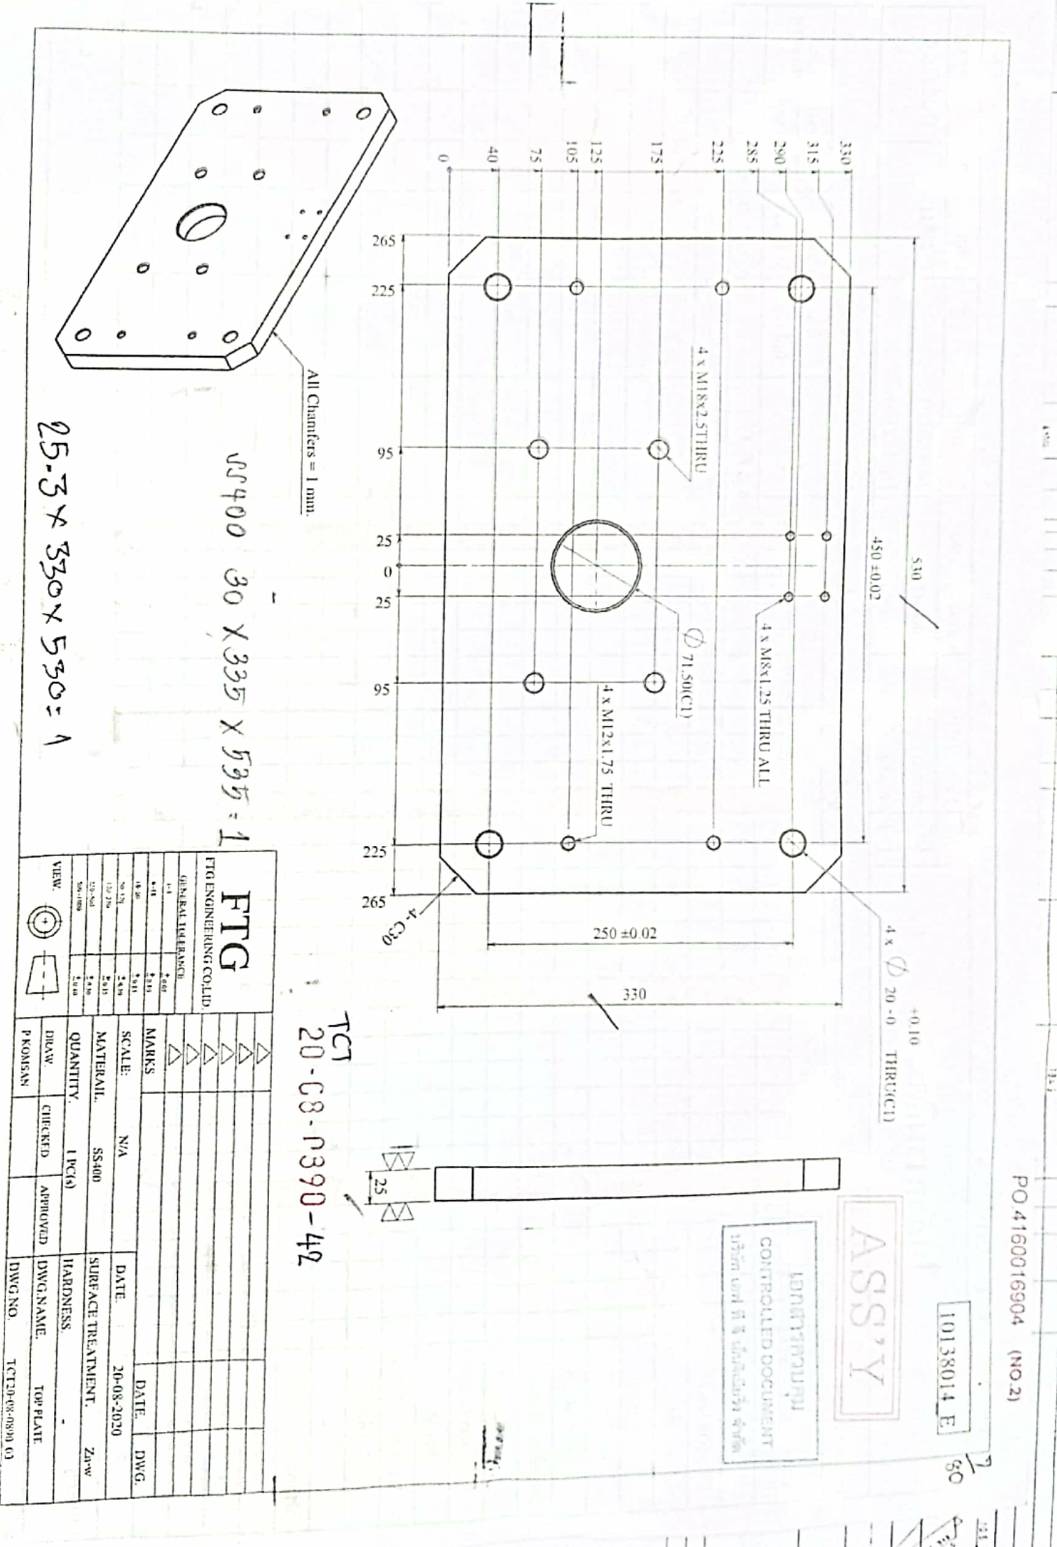 PO.4160016904 (NO.2)
7/80
10138014_E
ASS'Y
เอกสารควบคุม
CONTROLLED DOCUMENT
บริษัท เอฟ ที จี เอ็นจิเนียริ่ง จำกัด
530
450 ±0.02
+0.10
4 x Ø 20 -0 THRU(C1)
330
315
290
285
225
175
125
105
75
40
0
4 x M8x1.25 THRU ALL
4 x M18x2.5THRU
Ø 71.50(C1)
4 x M12x1.75 THRU
250 ±0.02
330
4- C30
265
225
95
25
0
25
95
225
265
25
TCT
All Chamfers = 1 mm.
SS400 30 X 335 X 535 = 1
25.3 X 330 X 530 = 1
FTG
FTG ENGINEERING CO;LTD.
GENERAL TOLERANCE
VIEW.
MARKS
DATE. DWG.
SCALE: N/A
DATE. 20-08-2020
MATERAIL. SS400
SURFACE TREATMENT. Zn-w
QUANTITY. 1 PC(s)
HARDNESS. -
DRAW. CHECKED APPROVED
DWG.NAME. TOP PLATE
P KOMSAN
DWG.NO. TCT20-08-0890-03